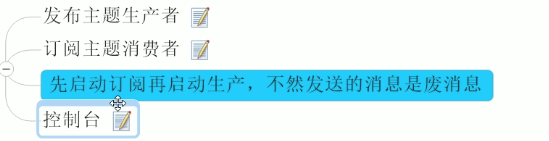 发布主题生产者
订阅主题消费者
先启动订阅再启动生产，不然发送的消息是废消息
控制台